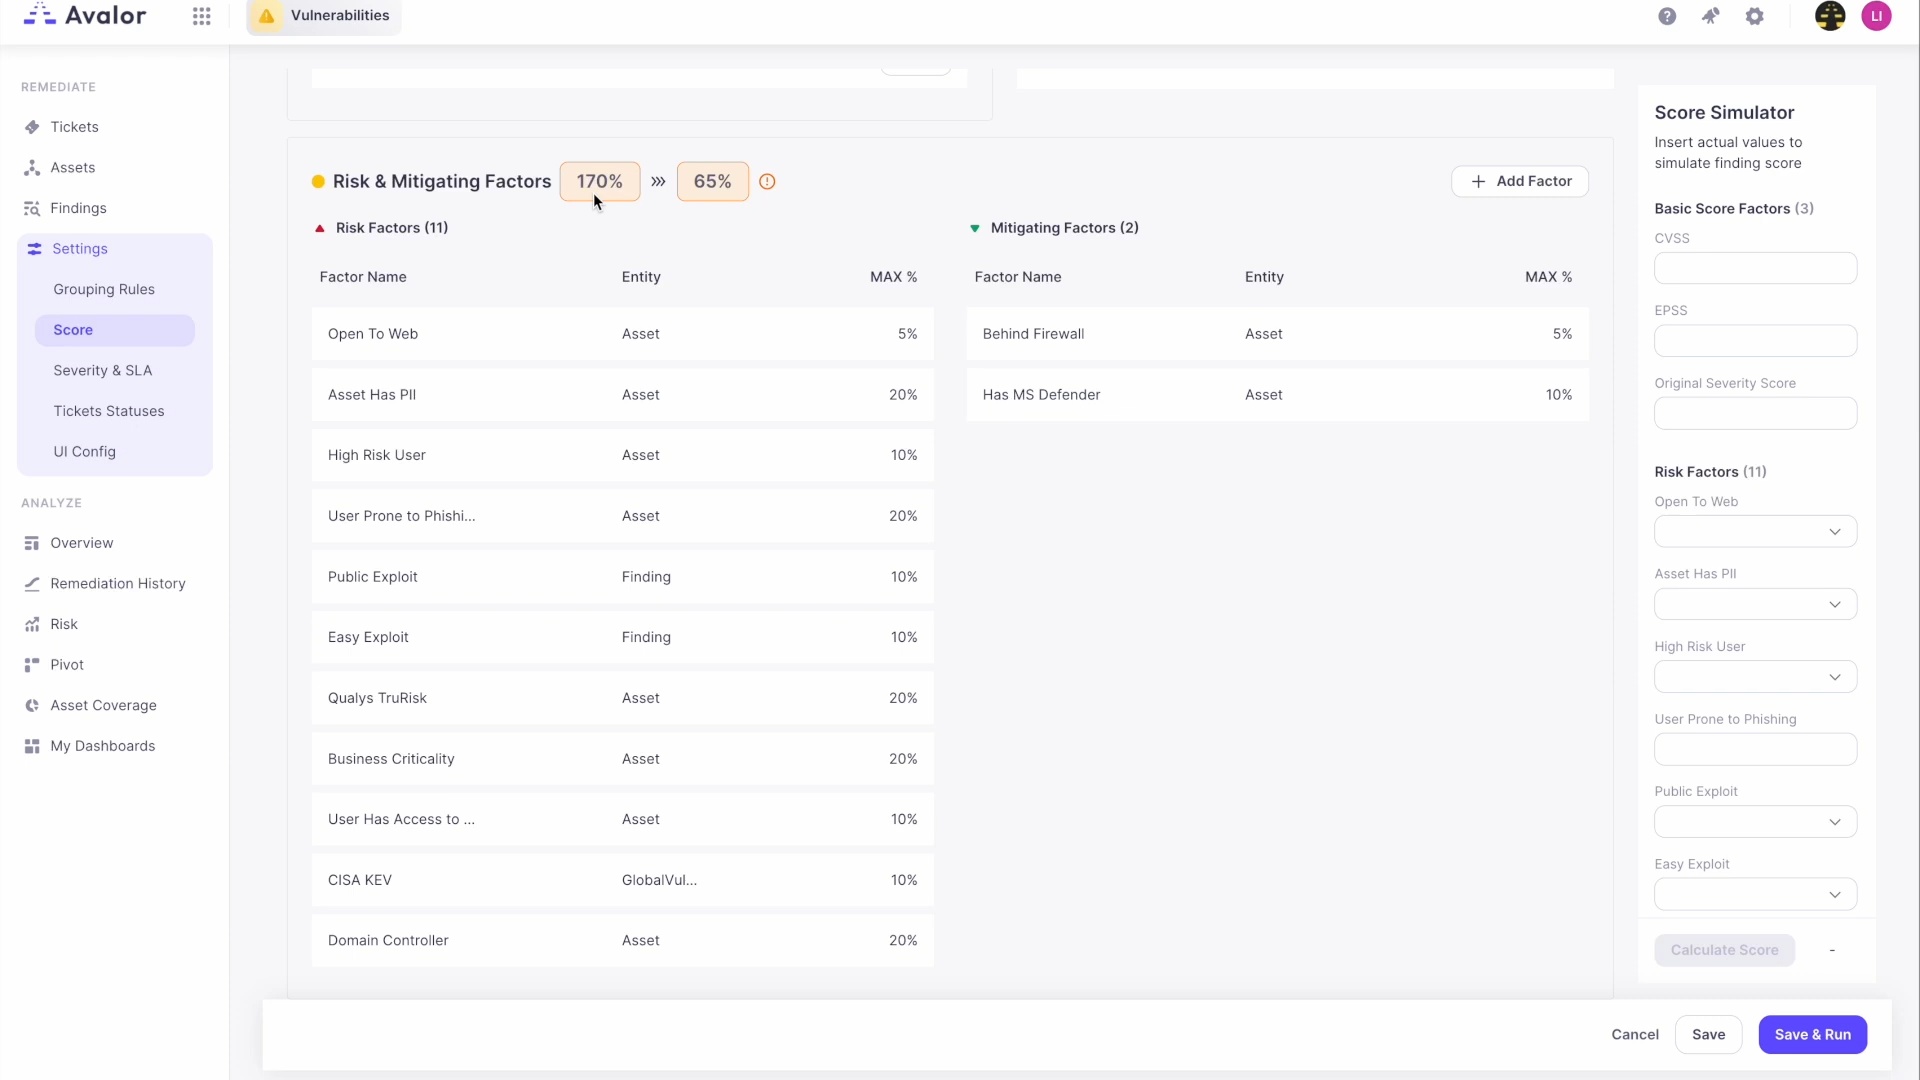 Avalor
Vulnerabilities
LI
REMEDIATE
Tickets
Assets
Findings
Settings
Grouping Rules
Score
Severity & SLA
Tickets Statuses
UI Config
ANALYZE
Overview
Remediation History
Risk
Pivot
Asset Coverage
My Dashboards
Risk & Mitigating Factors 170% 65%
Add Factor
Risk Factors (11)
Factor Name Entity MAX %
Open To Web Asset 5%
Asset Has PII Asset 20%
High Risk User Asset 10%
User Prone to Phishi... Asset 20%
Public Exploit Finding 10%
Easy Exploit Finding 10%
Qualys TruRisk Asset 20%
Business Criticality Asset 20%
User Has Access to ... Asset 10%
CISA KEV GlobalVul... 10%
Domain Controller Asset 20%
Mitigating Factors (2)
Factor Name Entity MAX %
Behind Firewall Asset 5%
Has MS Defender Asset 10%
Score Simulator
Insert actual values to
simulate finding score
Basic Score Factors (3)
CVSS
EPSS
Original Severity Score
Risk Factors (11)
Open To Web
Asset Has PII
High Risk User
User Prone to Phishing
Public Exploit
Easy Exploit
Calculate Score -
Cancel Save Save & Run